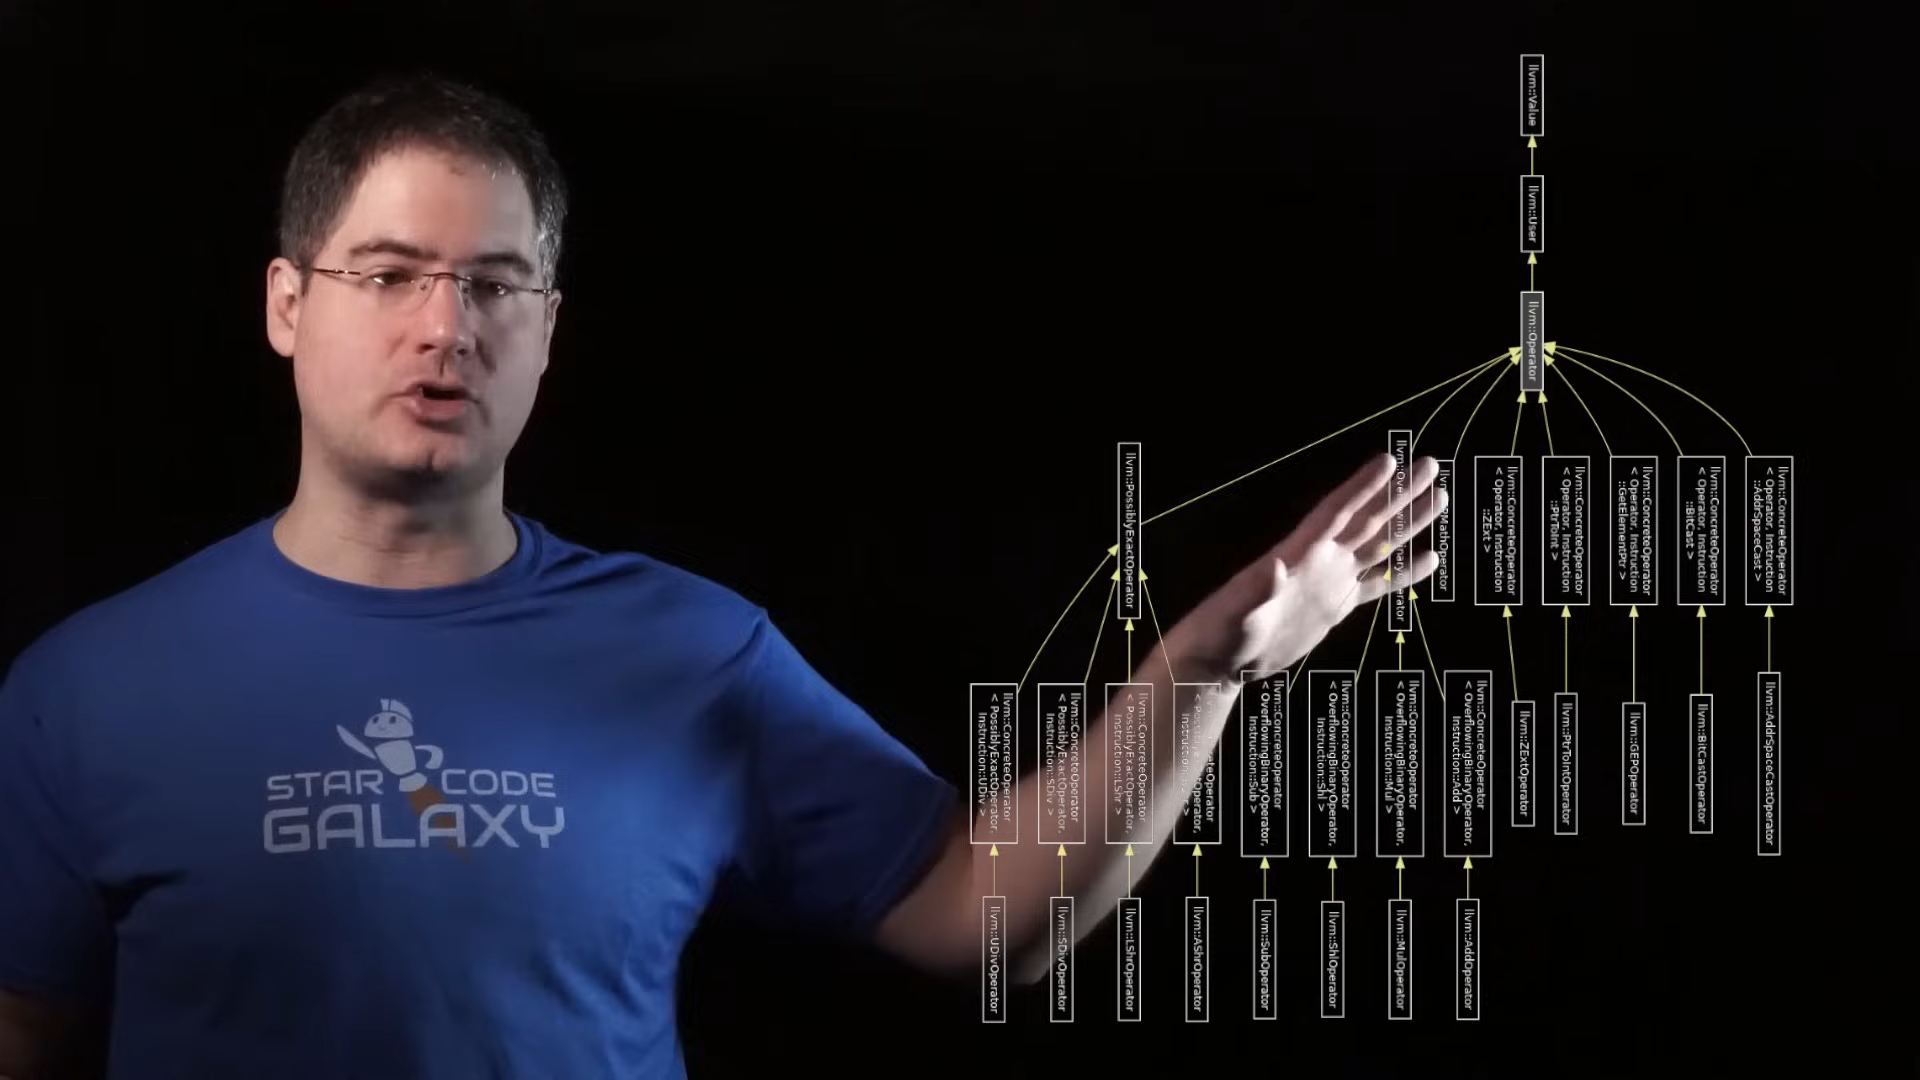 STAR CODE
GALAXY
llvm::Value
llvm::User
llvm::Operator
llvm::PossiblyExactOperator
llvm::ConcreteOperator
< Operator, Instruction
::ZExt >
llvm::ConcreteOperator
< Operator, Instruction
::PtrToInt >
llvm::ConcreteOperator
< Operator, Instruction
::GetElementPtr >
llvm::ConcreteOperator
< Operator, Instruction
::BitCast >
llvm::ConcreteOperator
< Operator, Instruction
::AddrSpaceCast >
llvm::ConcreteOperator
< PossiblyExactOperator,
Instruction::UDiv >
llvm::ConcreteOperator
< PossiblyExactOperator,
Instruction::SDiv >
llvm::ConcreteOperator
< PossiblyExactOperator,
Instruction::LShr >
llvm::ConcreteOperator
< OverflowingBinaryOperator,
Instruction::Sub >
llvm::ConcreteOperator
< OverflowingBinaryOperator,
Instruction::Shl >
llvm::ConcreteOperator
< OverflowingBinaryOperator,
Instruction::Mul >
llvm::ConcreteOperator
< OverflowingBinaryOperator,
Instruction::Add >
llvm::ZExtOperator
llvm::PtrToIntOperator
llvm::GEPOperator
llvm::BitCastOperator
llvm::AddrSpaceCastOperator
llvm::UDivOperator
llvm::SDivOperator
llvm::LShrOperator
llvm::AShrOperator
llvm::SubOperator
llvm::ShlOperator
llvm::MulOperator
llvm::AddOperator